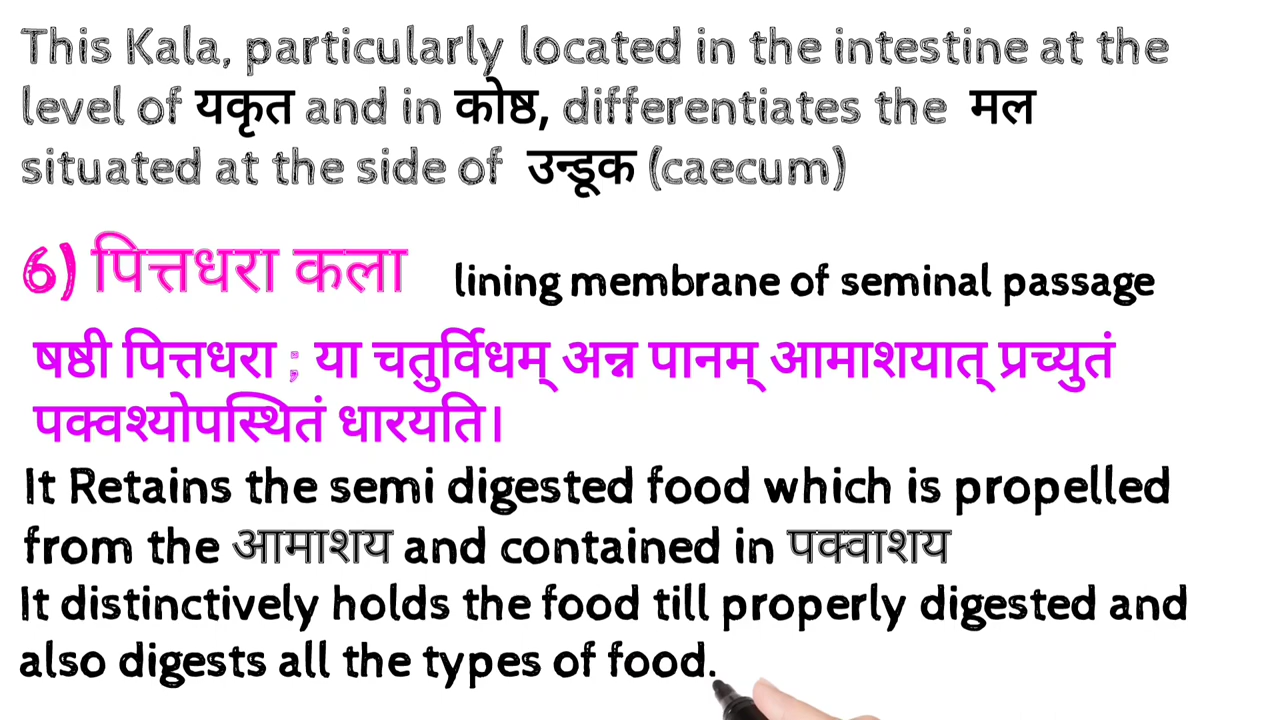 This Kala, particularly located in the intestine at the
level of यकृत and in कोष्ठ, differentiates the मल
situated at the side of उन्डूक (caecum)
6) पित्तधरा कला lining membrane of seminal passage
षष्ठी पित्तधरा ; या चतुर्विधम् अन्न पानम् आमाशयात् प्रच्युतं
पक्वश्योपस्थितं धारयति।
It Retains the semi digested food which is propelled
from the आमाशय and contained in पक्वाशय
It distinctively holds the food till properly digested and
also digests all the types of food.